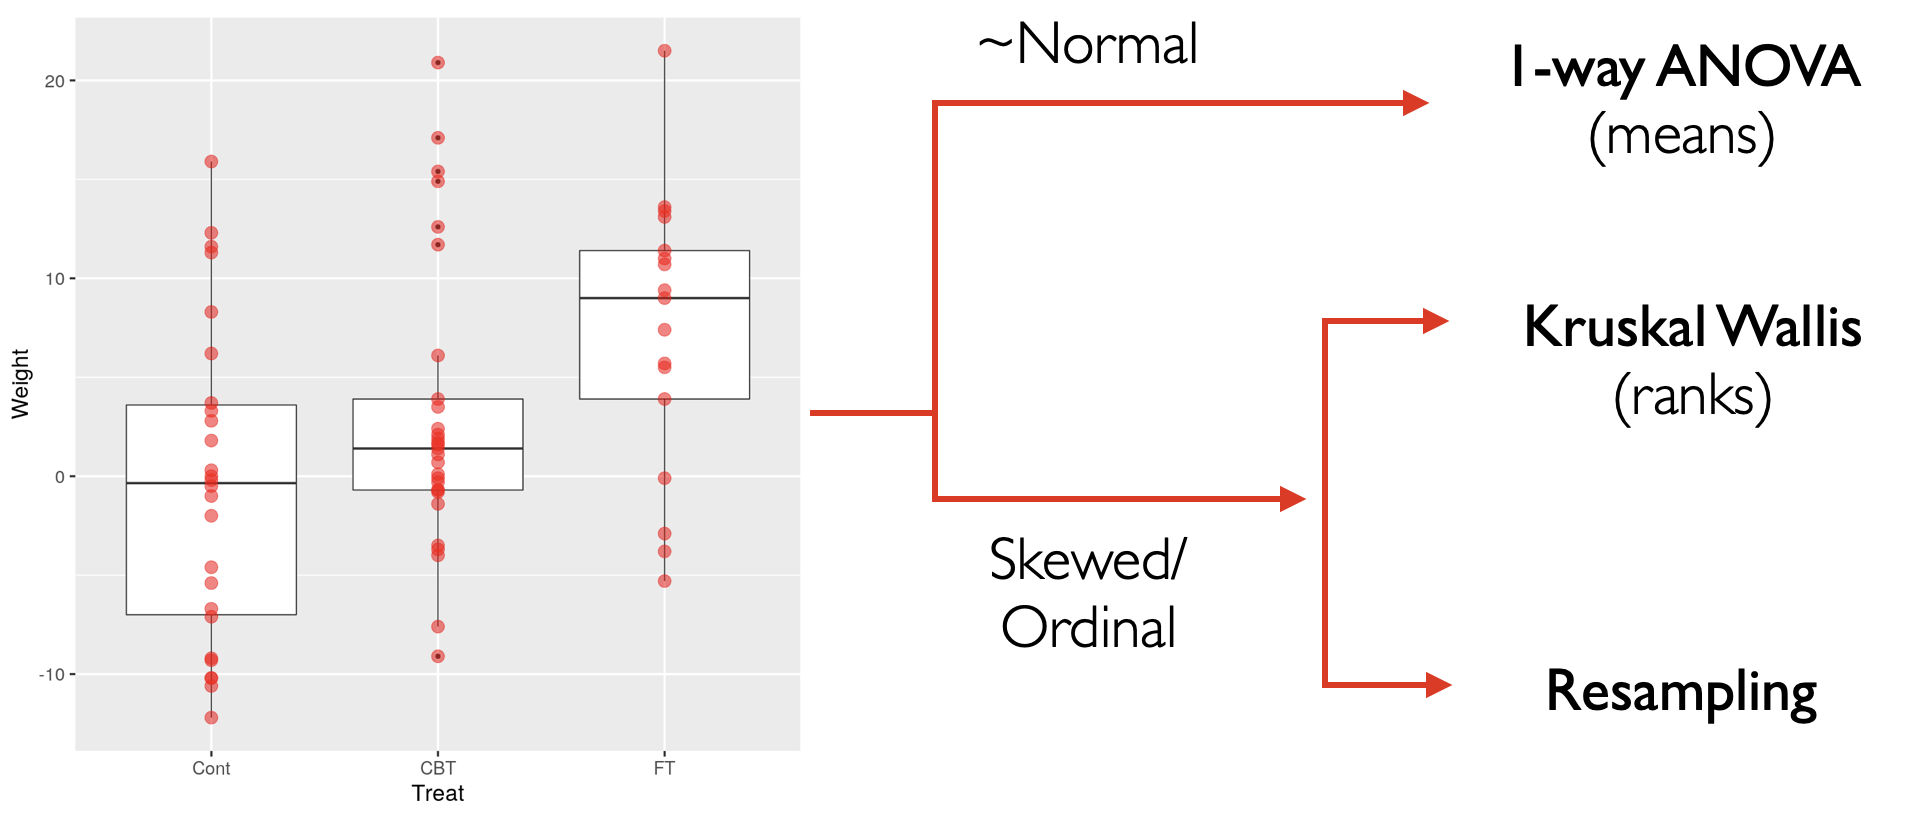 20
10
0
-10
Weight
Cont
CBT
FT
Treat
~Normal
1-way ANOVA
(means)
Kruskal Wallis
(ranks)
Skewed/
Ordinal
Resampling